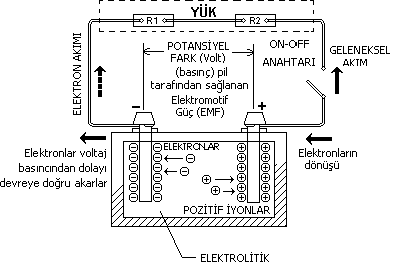 YÜK
R1
R2
POTANSİYEL
FARK (Volt)
(basınç) pil
tarafından sağlanan
Elektromotif
Güç (EMF)
ON-OFF
ANAHTARI
GELENEKSEL
AKIM
ELEKTRON AKIMI
−
+
Elektronlar voltaj
basıncından dolayı
devreye doğru akarlar
ELEKTRONLAR
Elektronların
dönüşü
POZİTİF İYONLAR
ELEKTROLİTİK